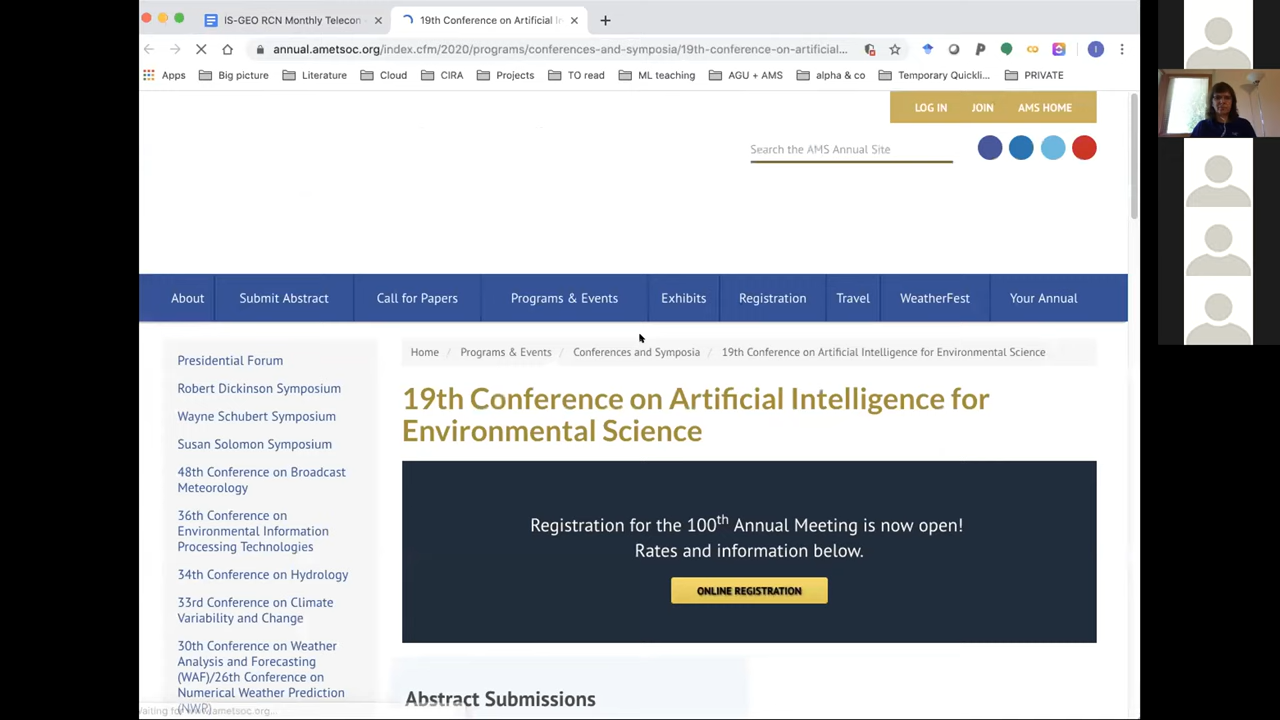 IS-GEO RCN Monthly Telecon
19th Conference on Artificial In
annual.ametsoc.org/index.cfm/2020/programs/conferences-and-symposia/19th-conference-on-artificial...
Apps Big picture Literature Cloud CIRA Projects TO read ML teaching AGU + AMS alpha & co Temporary Quickli... PRIVATE
LOG IN JOIN AMS HOME
Search the AMS Annual Site
About Submit Abstract Call for Papers Programs & Events Exhibits Registration Travel WeatherFest Your Annual
Home / Programs & Events / Conferences and Symposia / 19th Conference on Artificial Intelligence for Environmental Science
Presidential Forum
Robert Dickinson Symposium
Wayne Schubert Symposium
Susan Solomon Symposium
48th Conference on Broadcast
Meteorology
36th Conference on
Environmental Information
Processing Technologies
34th Conference on Hydrology
33rd Conference on Climate
Variability and Change
30th Conference on Weather
Analysis and Forecasting
(WAF)/26th Conference on
Numerical Weather Prediction
(NWP)
19th Conference on Artificial Intelligence for
Environmental Science
Registration for the 100th Annual Meeting is now open!
Rates and information below.
ONLINE REGISTRATION
Abstract Submissions